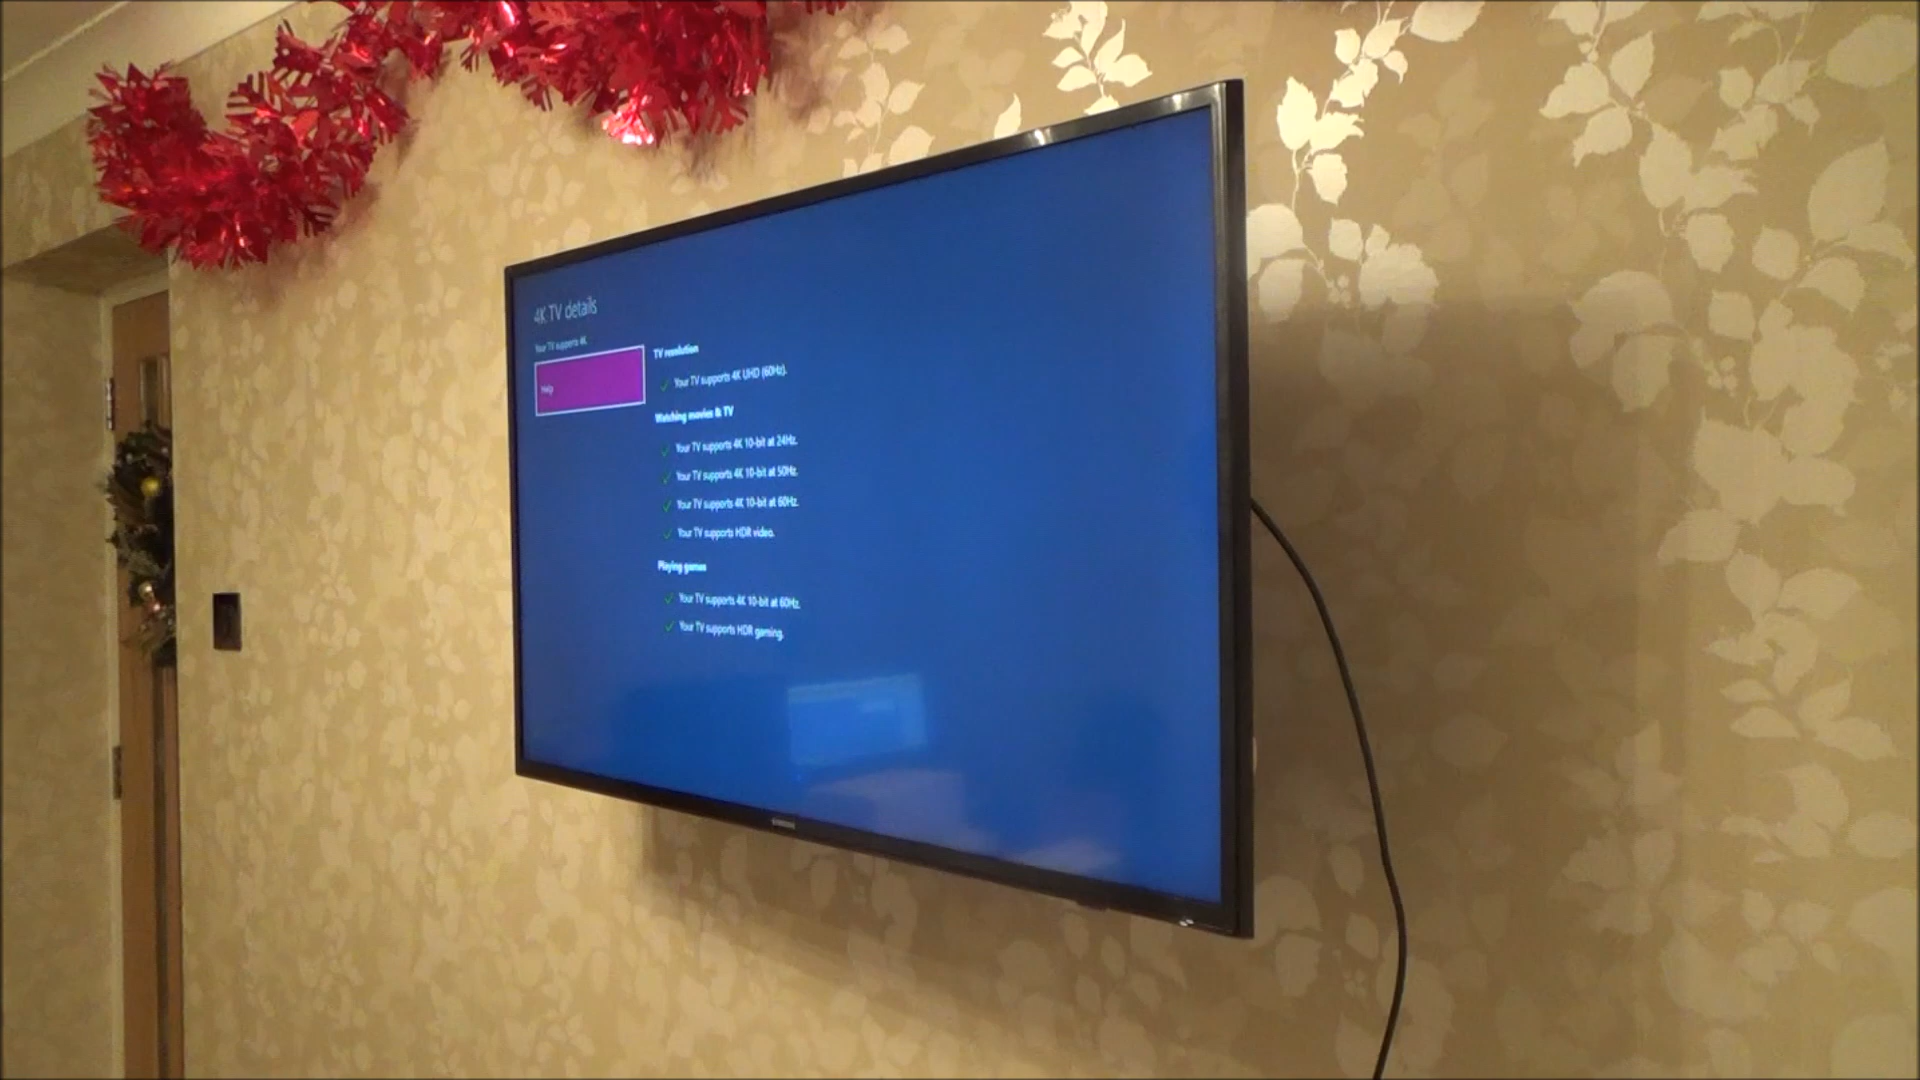 4K TV details
Your TV supports 4K
Help
TV resolution
Your TV supports 4K UHD (60Hz).
Watching movies & TV
Your TV supports 4K 10-bit at 24Hz.
Your TV supports 4K 10-bit at 50Hz.
Your TV supports 4K 10-bit at 60Hz.
Your TV supports HDR video.
Playing games
Your TV supports 4K 10-bit at 60Hz.
Your TV supports HDR gaming.
SAMSUNG